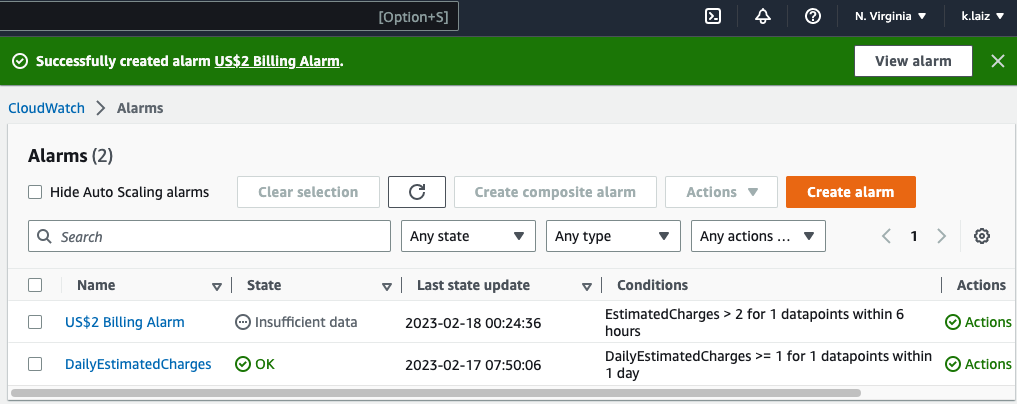 [Option+S]
N. Virginia
k.laiz
Successfully created alarm US$2 Billing Alarm.
View alarm
CloudWatch
Alarms
Alarms (2)
Hide Auto Scaling alarms
Clear selection
Create composite alarm
Actions
Create alarm
Search
Any state
Any type
Any actions ...
1
Name
State
Last state update
Conditions
Actions
US$2 Billing Alarm
Insufficient data
2023-02-18 00:24:36
EstimatedCharges > 2 for 1 datapoints within 6
hours
Actions
DailyEstimatedCharges
OK
2023-02-17 07:50:06
DailyEstimatedCharges >= 1 for 1 datapoints within
1 day
Actions